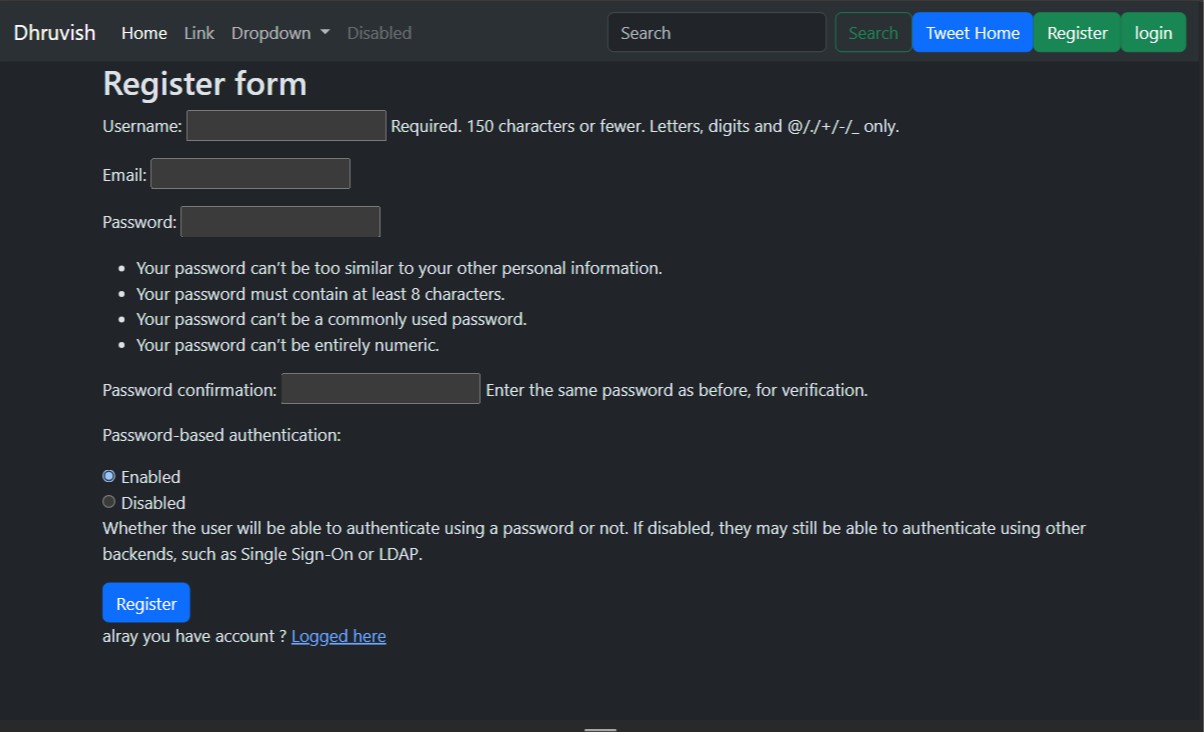 Dhruvish Home Link Dropdown Disabled Search Search Tweet Home Register login
Register form
Username: Required. 150 characters or fewer. Letters, digits and @/./+/-/_ only.
Email:
Password:
• Your password can’t be too similar to your other personal information.
• Your password must contain at least 8 characters.
• Your password can’t be a commonly used password.
• Your password can’t be entirely numeric.
Password confirmation: Enter the same password as before, for verification.
Password-based authentication:
Enabled
Disabled
Whether the user will be able to authenticate using a password or not. If disabled, they may still be able to authenticate using other
backends, such as Single Sign-On or LDAP.
Register
alray you have account ? Logged here